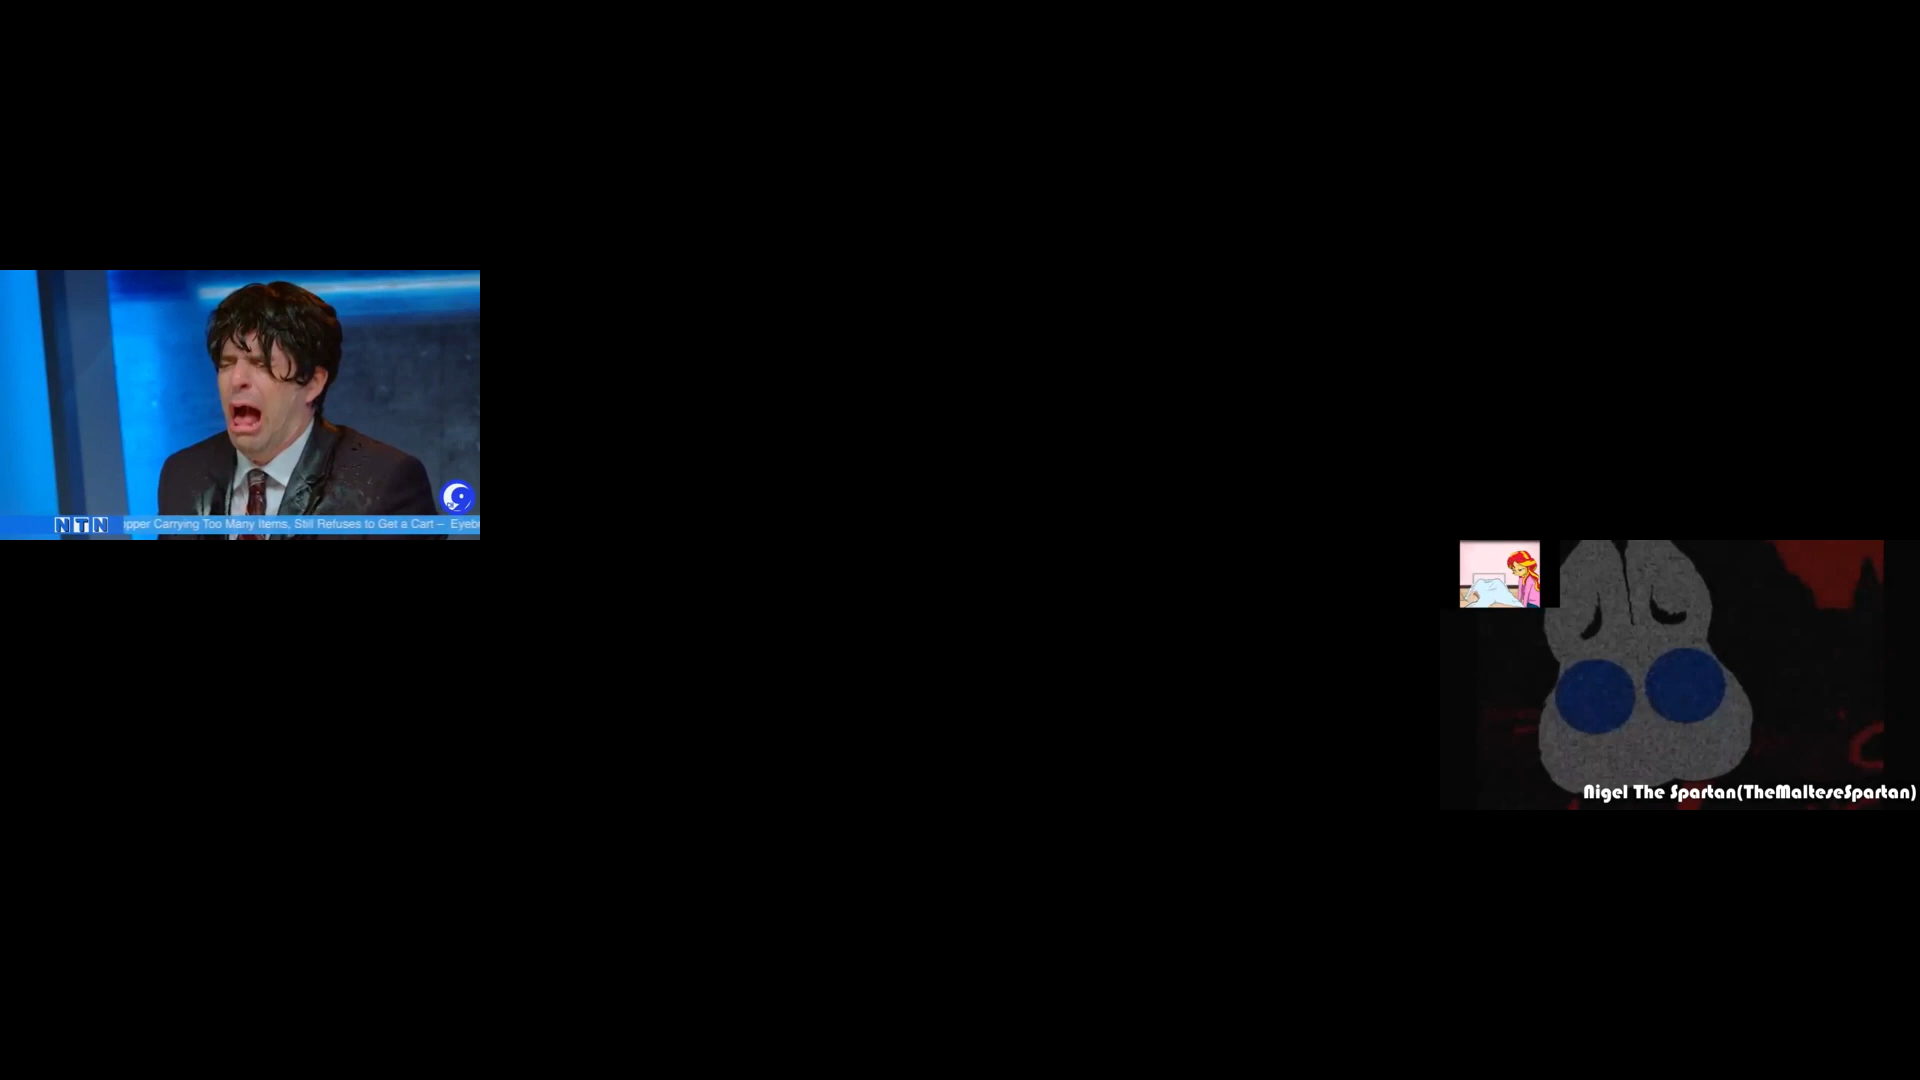 NTN
Carrying Too Many Items, Still Refuses to Get a Cart –
Nigel The Spartan(TheMalteseSpartan)